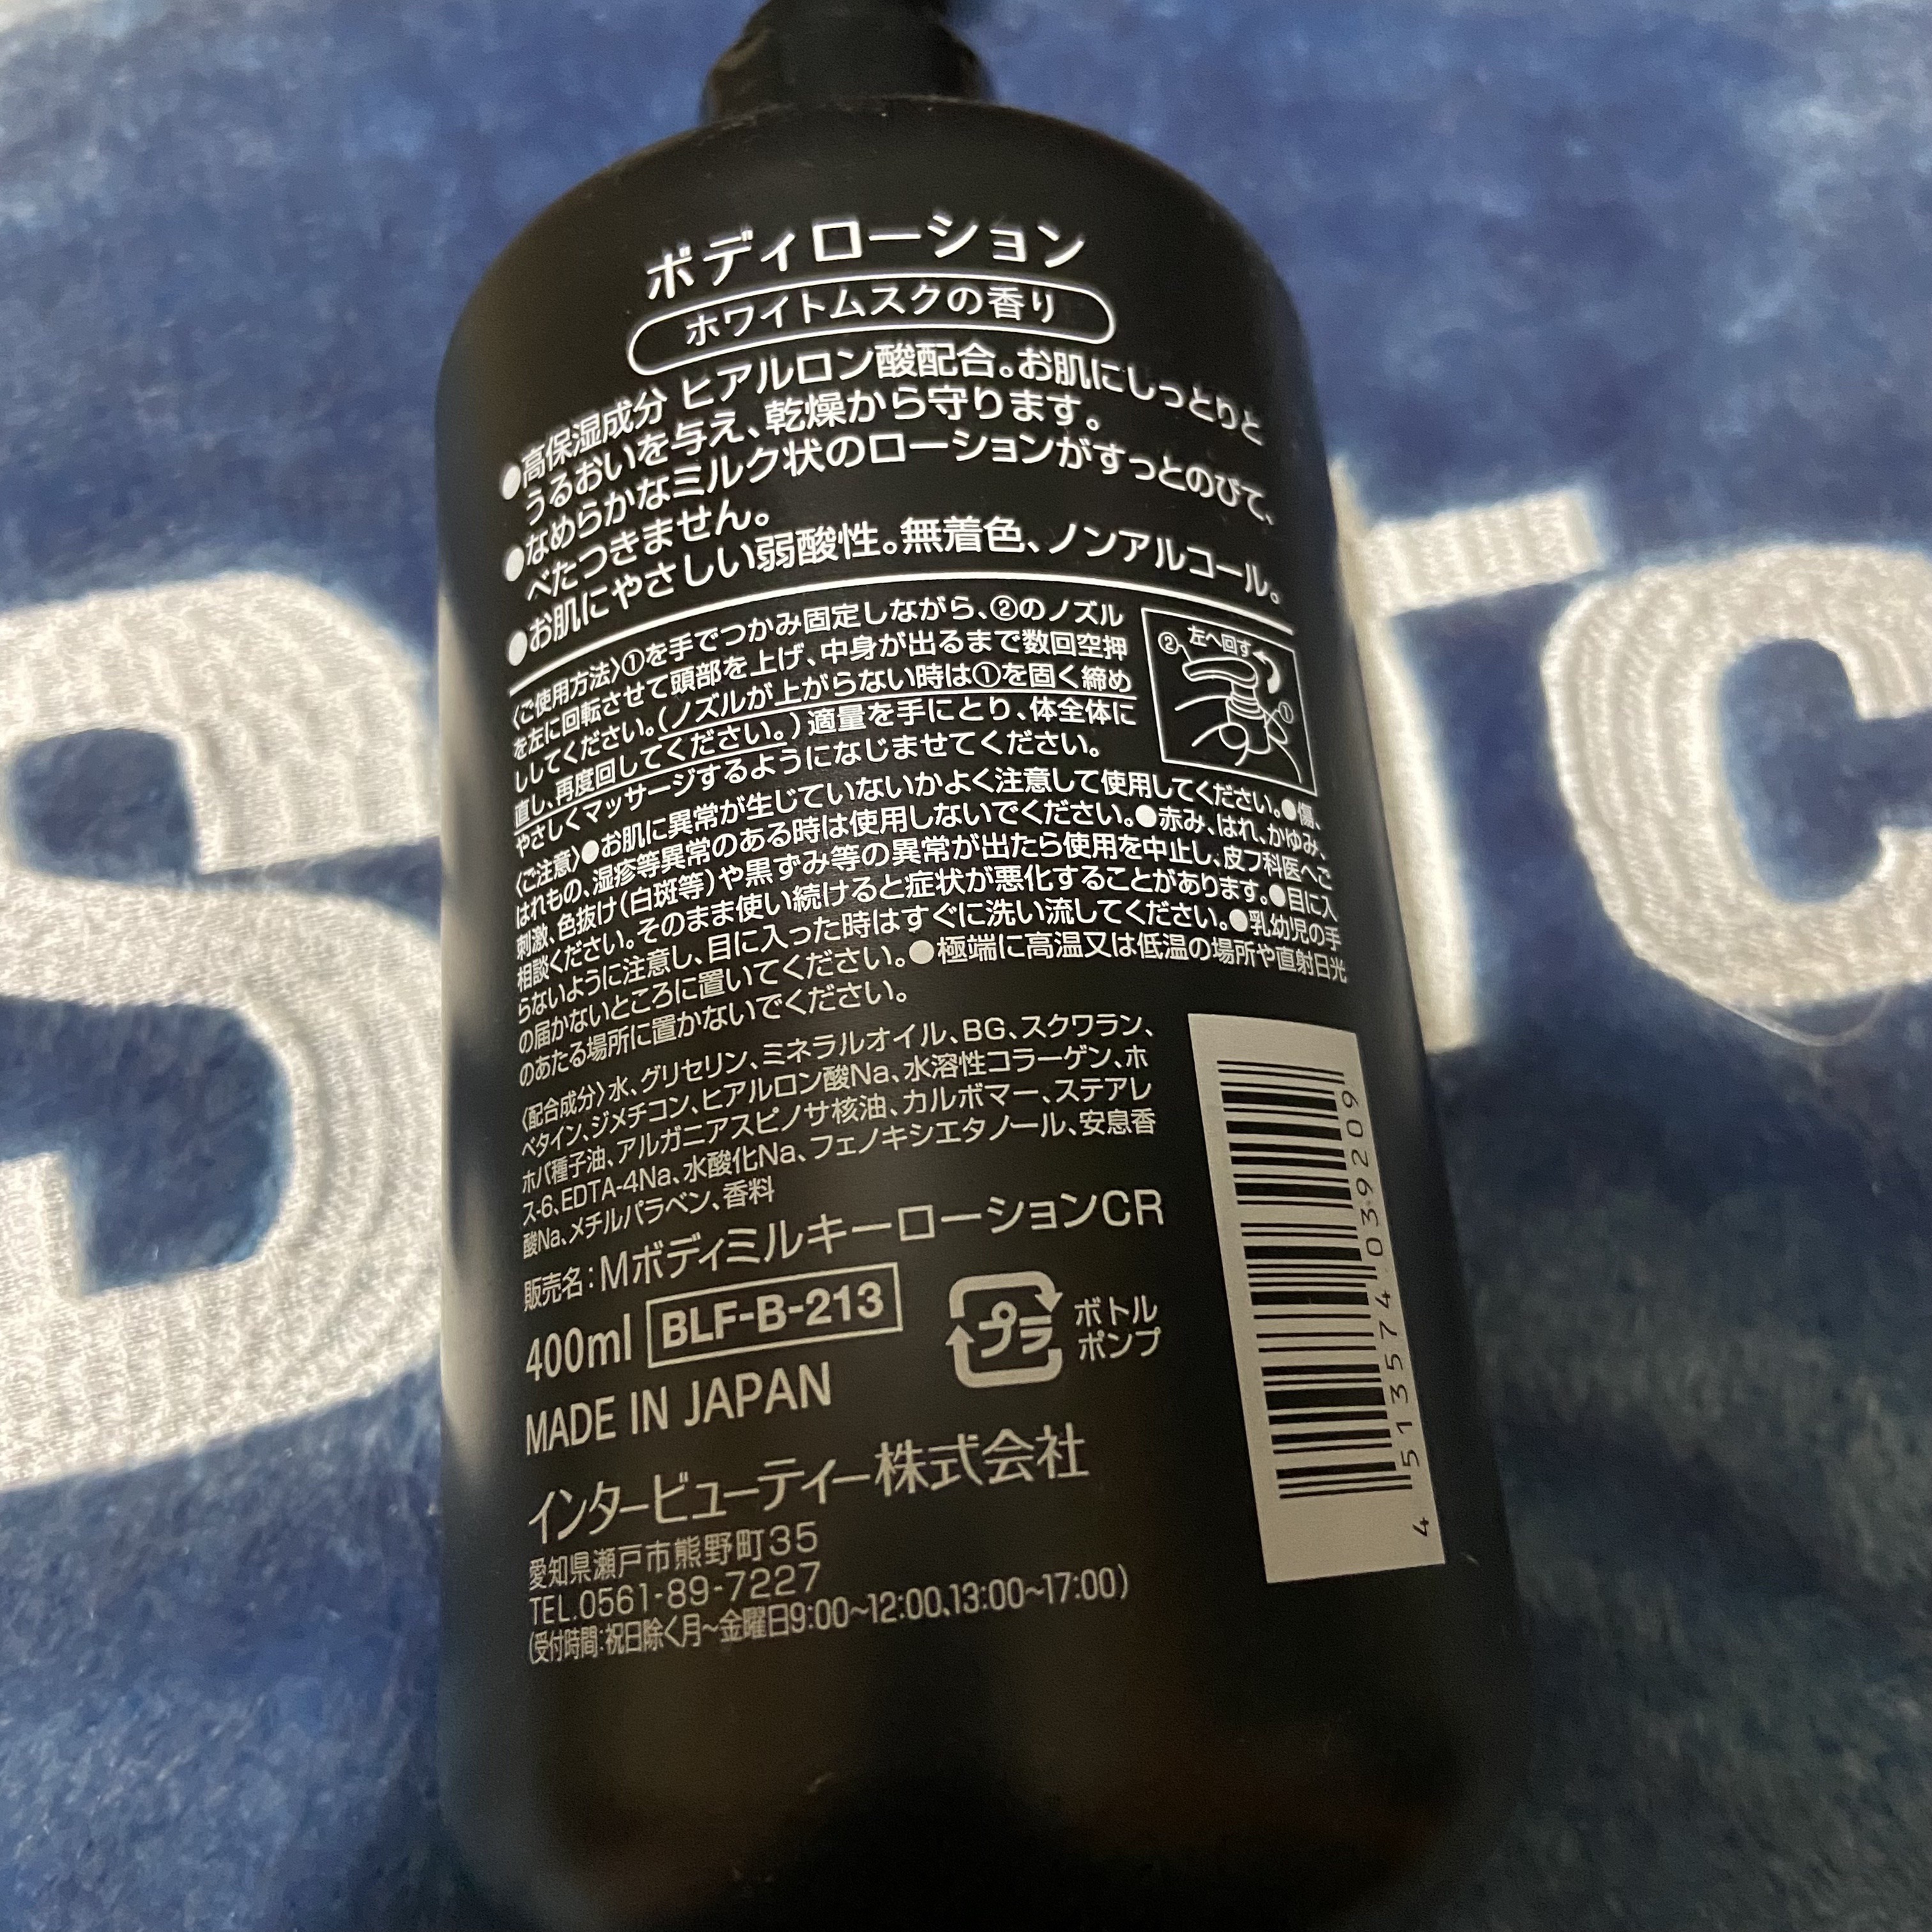 ボディローション
ホワイトムスクの香り
●高保湿成分 ヒアルロン酸配合。お肌にしっとりと
うるおいを与え、乾燥から守ります。
●なめらかなミルク状のローションがすっとのびて、
べたつきません。
●お肌にやさしい弱酸性。無着色、ノンアルコール。
〈ご使用方法〉①を手でつかみ固定しながら、②のノズル
を左に回転させて頭部を上げ、中身が出るまで数回空押
ししてください。(ノズルが上がらない時は①を固く締め
直し、再度回してください。)適量を手にとり、体全体に
やさしくマッサージするようになじませてください。
②左へ回す
①
〈ご注意〉●お肌に異常が生じていないかよく注意して使用してください。●傷、
はれもの、湿疹等異常のある時は使用しないでください。●赤み、はれ、かゆみ、
刺激、色抜け(白斑等)や黒ずみ等の異常が出たら使用を中止し、皮フ科医へご
相談ください。そのまま使い続けると症状が悪化することがあります。●目に入
らないように注意し、目に入った時はすぐに洗い流してください。●乳幼児の手
の届かないところに置いてください。●極端に高温又は低温の場所や直射日光
のあたる場所に置かないでください。
〈配合成分〉水、グリセリン、ミネラルオイル、BG、スクワラン、
ベタイン、ジメチコン、ヒアルロン酸Na、水溶性コラーゲン、ホ
ホバ種子油、アルガニアスピノサ核油、カルボマー、ステアレ
ス-6、EDTA-4Na、水酸化Na、フェノキシエタノール、安息香
酸Na、メチルパラベン、香料
販売名:MボディミルキーローションCR
400ml BLF-B-213
プラ ボトル
ポンプ
MADE IN JAPAN
インタービューティー株式会社
愛知県瀬戸市熊野町35
TEL.0561-89-7227
(受付時間:祝日除く月~金曜日9:00~12:00、13:00~17:00)
4 513574 039209
S
Tc